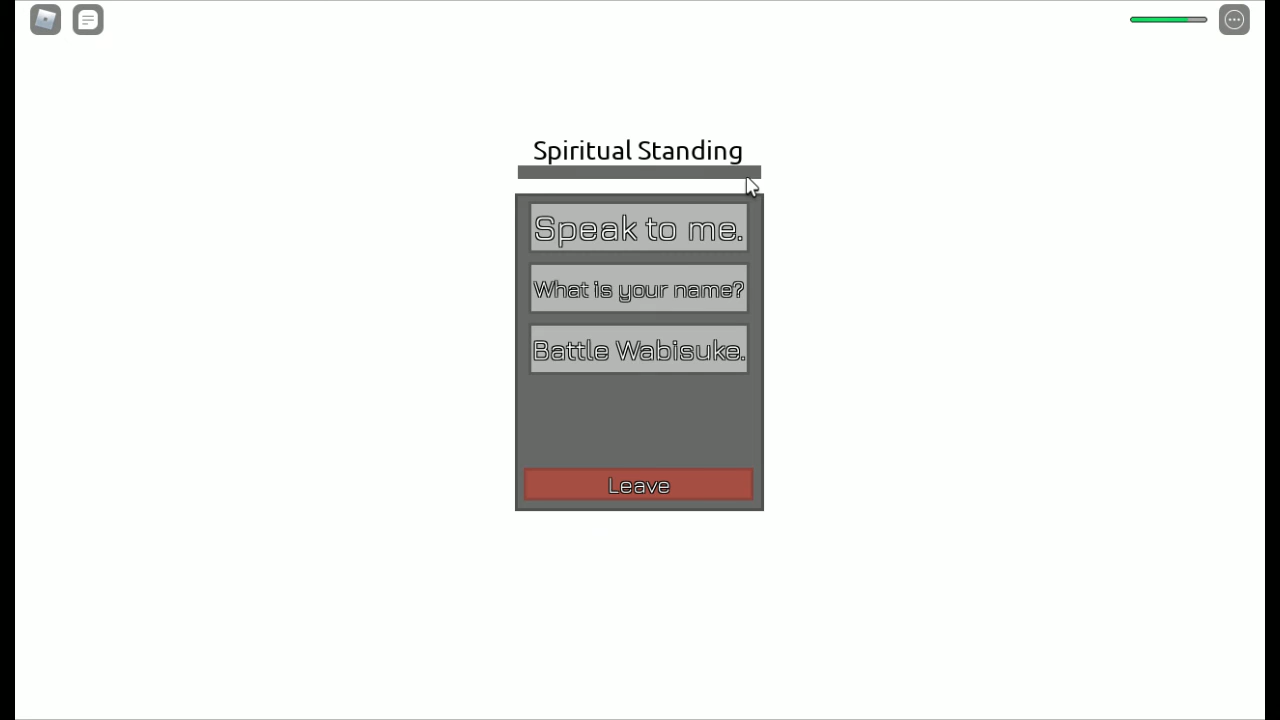 Spiritual Standing
Speak to me.
What is your name?
Battle Wabisuke.
Leave